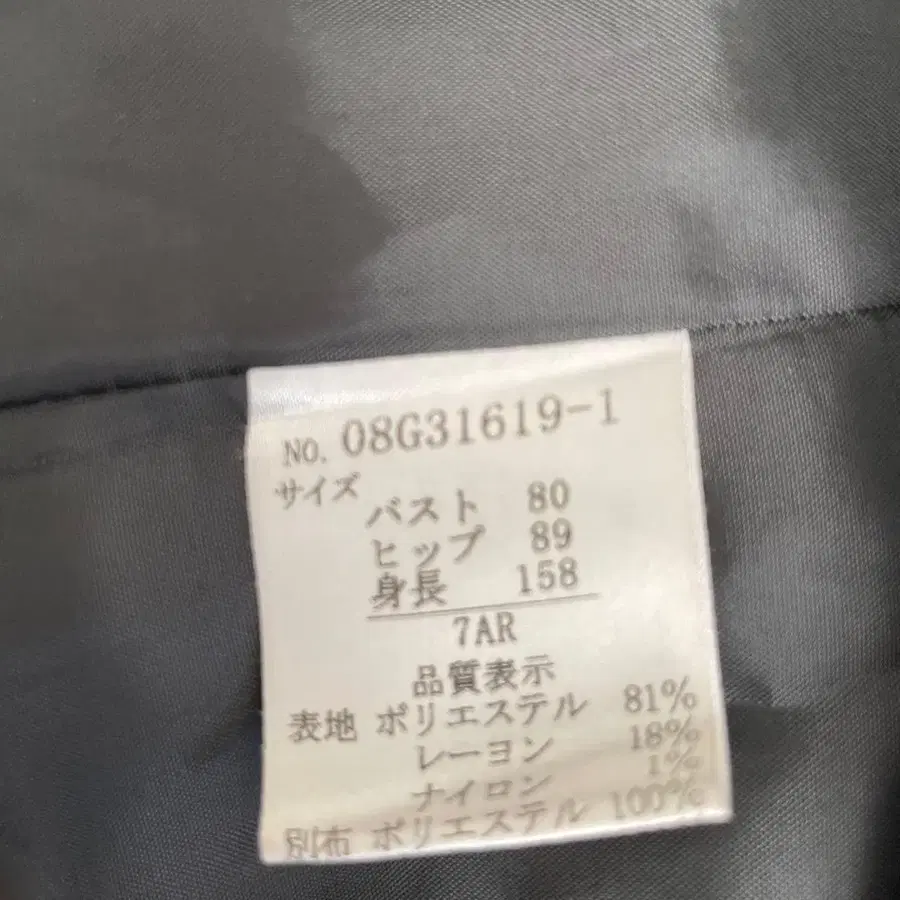 NO. 08G31619-1
サイズ
バスト 80
ヒップ 89
身長 158
7AR
品質表示
表地 ポリエステル 81%
レーヨン 18%
ナイロン 1%
別布 ポリエステル 100%